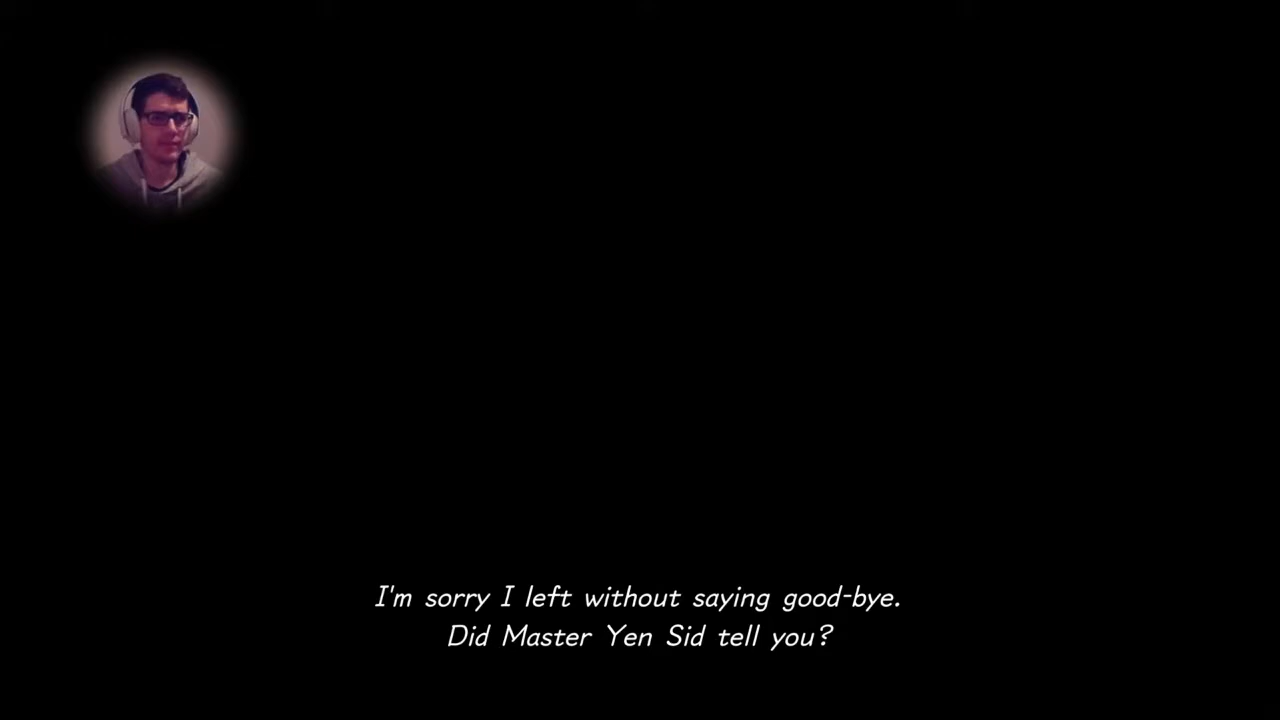 I'm sorry I left without saying good-bye.
Did Master Yen Sid tell you?